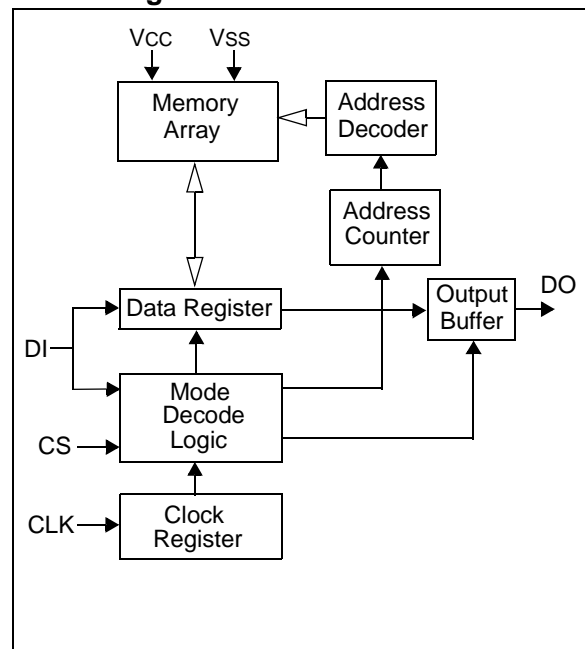 VCC VSS
Memory
Array
Address
Decoder
Address
Counter
Data Register
Output
Buffer
DO
DI
Mode
Decode
Logic
CS
CLK
Clock
Register